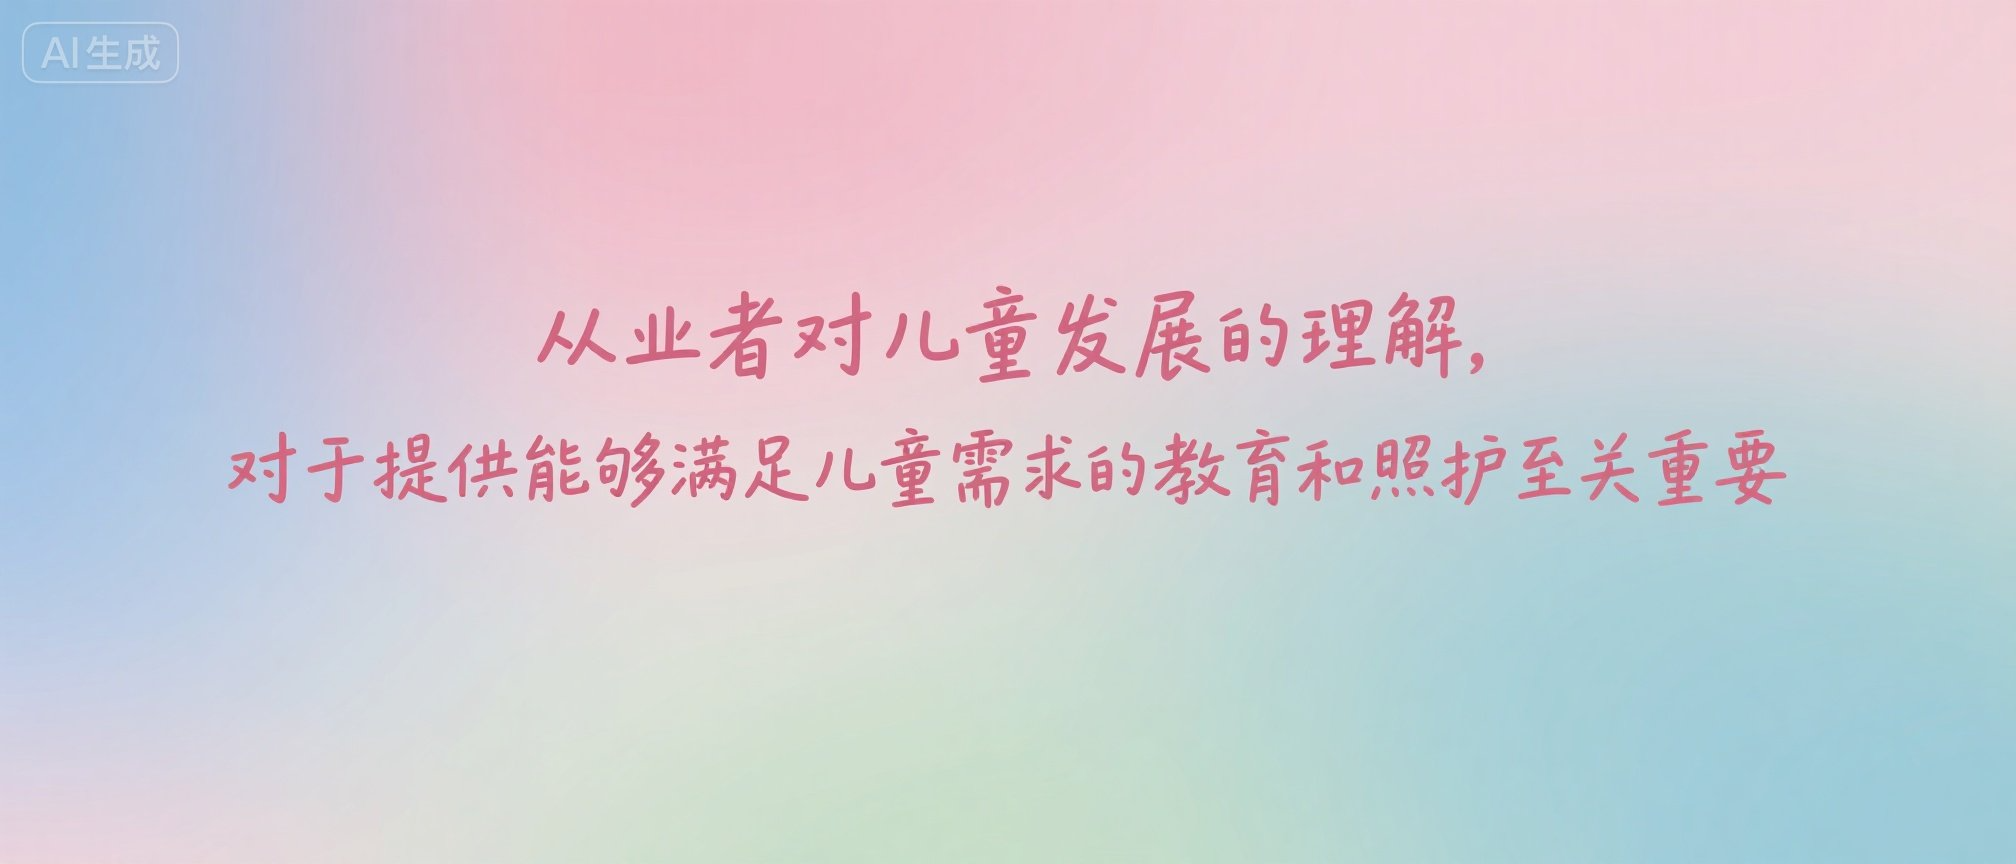 AI生成
从业者对儿童发展的理解,
对于提供能够满足儿童需求的教育和照护至关重要